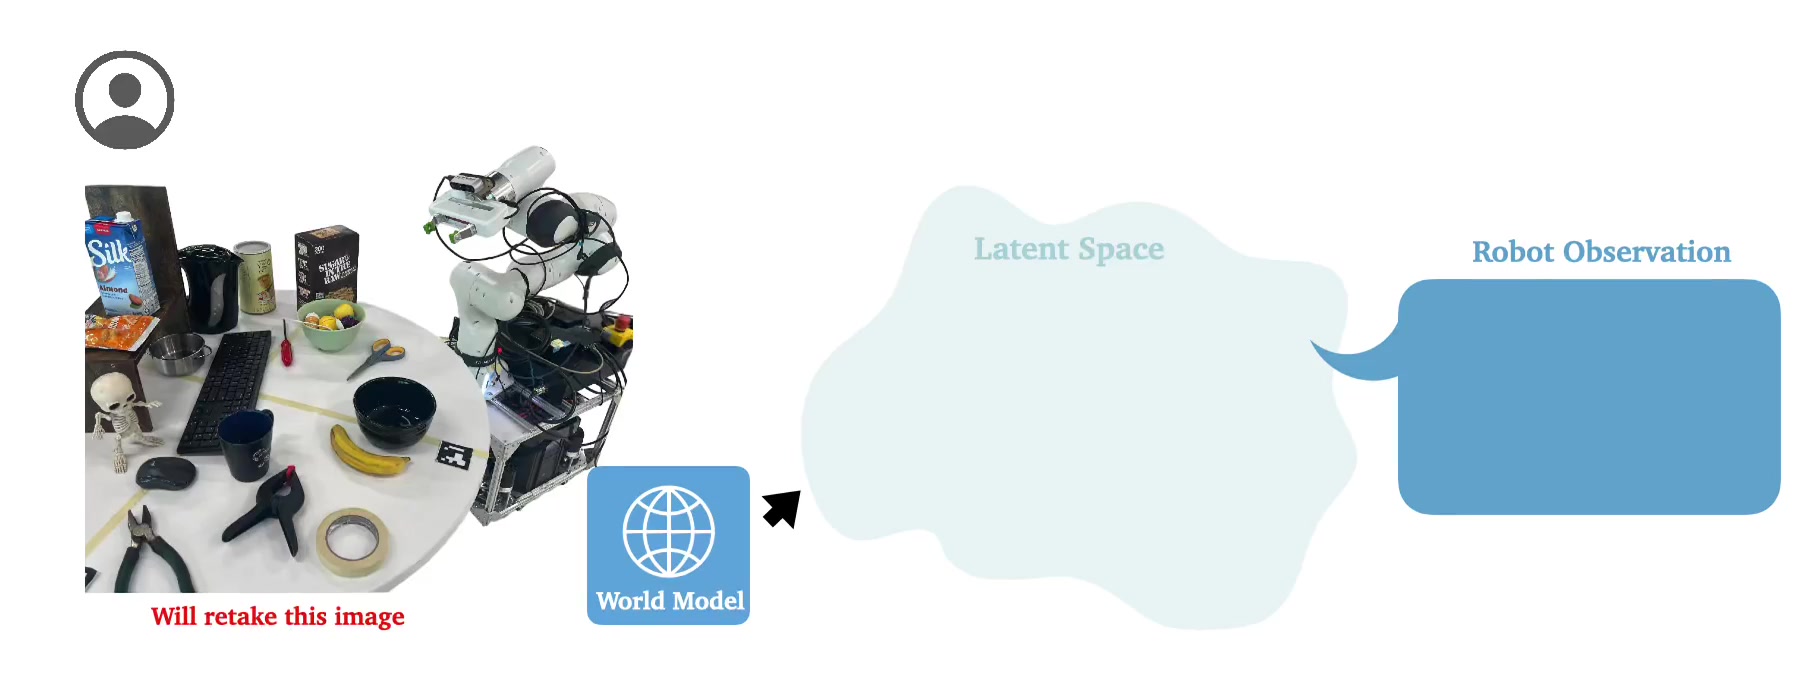 Silk
Almond
SUGAR
IN THE
RAW
Latent Space
Robot Observation
World Model
Will retake this image